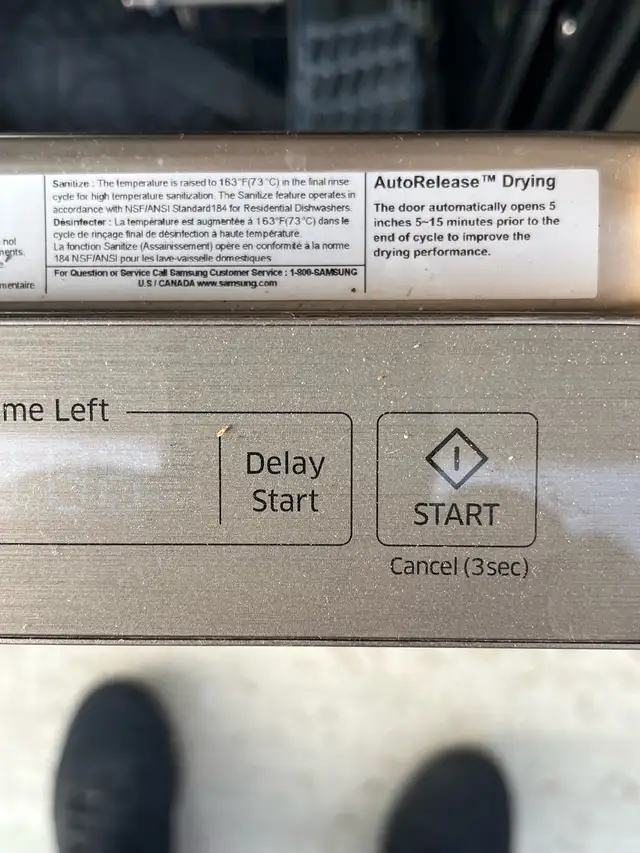 not
ments.
e.
mentaire
Sanitize : The temperature is raised to 163°F(73°C) in the final rinse
cycle for high temperature sanitization. The Sanitize feature operates in
accordance with NSF/ANSI Standard184 for Residential Dishwashers.
Désinfecter : La température est augmentée à 163°F(73°C) dans le
cycle de rinçage final de désinfection à haute température.
La fonction Sanitize (Assainissement) opère en conformité à la norme
184 NSF/ANSI pour les lave-vaisselle domestiques
For Question or Service Call Samsung Customer Service : 1-800-SAMSUNG
U.S / CANADA www.samsung.com
AutoRelease™ Drying
The door automatically opens 5
inches 5~15 minutes prior to the
end of cycle to improve the
drying performance.
me Left
Delay
Start
START
Cancel (3sec)